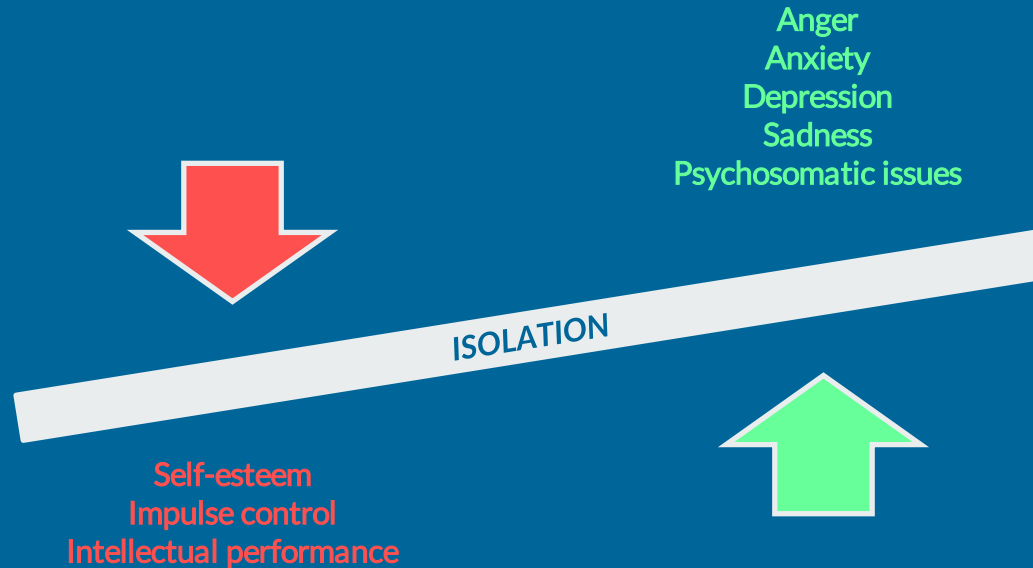 Anger
Anxiety
Depression
Sadness
Psychosomatic issues
ISOLATION
Self-esteem
Impulse control
Intellectual performance